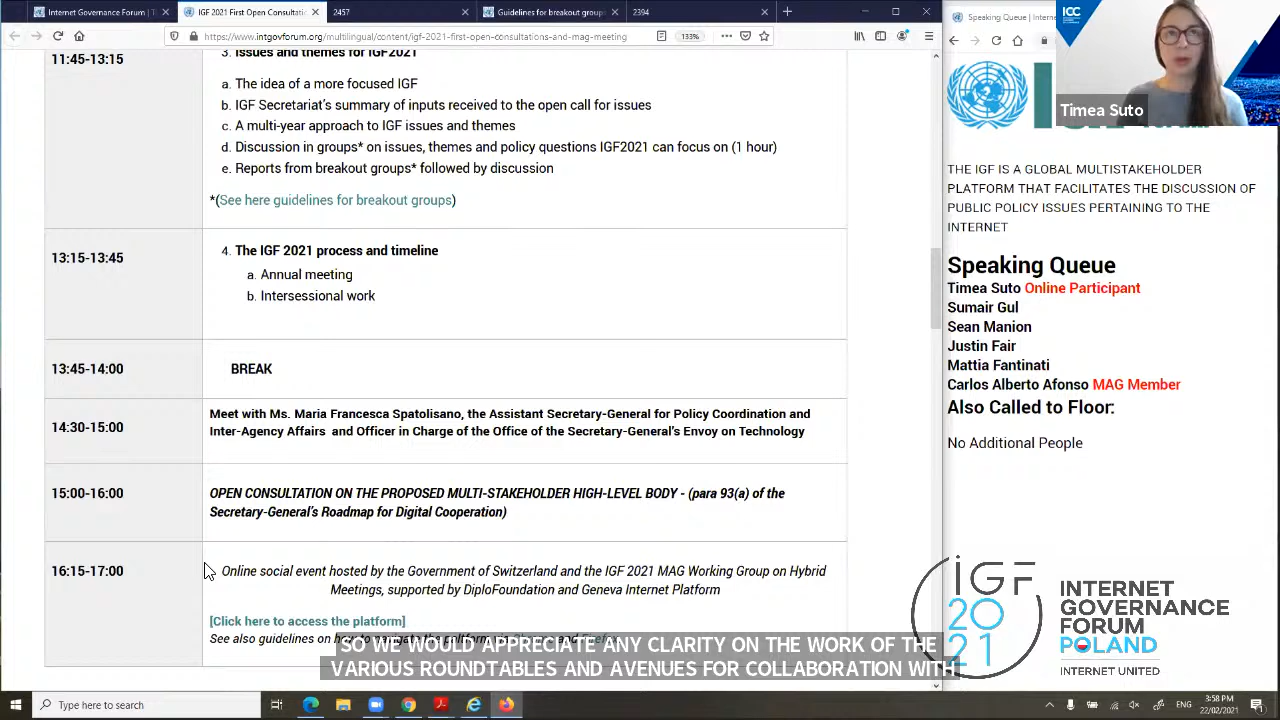 Internet Governance Forum | T
IGF 2021 First Open Consultatio
2457
Guidelines for breakout groups
2394
Speaking Queue | Interne
https://www.intgovforum.org/multilingual/content/igf-2021-first-open-consultations-and-mag-meeting
133%
ICC
Timea Suto
11:45-13:15
3. Issues and themes for IGF2021
a. The idea of a more focused IGF
b. IGF Secretariat's summary of inputs received to the open call for issues
c. A multi-year approach to IGF issues and themes
d. Discussion in groups* on issues, themes and policy questions IGF2021 can focus on (1 hour)
e. Reports from breakout groups* followed by discussion
*(See here guidelines for breakout groups)
13:15-13:45
4. The IGF 2021 process and timeline
a. Annual meeting
b. Intersessional work
13:45-14:00
BREAK
14:30-15:00
Meet with Ms. Maria Francesca Spatolisano, the Assistant Secretary-General for Policy Coordination and
Inter-Agency Affairs and Officer in Charge of the Office of the Secretary-General's Envoy on Technology
15:00-16:00
OPEN CONSULTATION ON THE PROPOSED MULTI-STAKEHOLDER HIGH-LEVEL BODY - (para 93(a) of the
Secretary-General's Roadmap for Digital Cooperation)
16:15-17:00
Online social event hosted by the Government of Switzerland and the IGF 2021 MAG Working Group on Hybrid
Meetings, supported by DiploFoundation and Geneva Internet Platform
[Click here to access the platform]
See also guidelines on how to navigate the platform via Chrome and Firefox
SO WE WOULD APPRECIATE ANY CLARITY ON THE WORK OF THE
VARIOUS ROUNDTABLES AND AVENUES FOR COLLABORATION WITH
THE IGF IS A GLOBAL MULTISTAKEHOLDER
PLATFORM THAT FACILITATES THE DISCUSSION OF
PUBLIC POLICY ISSUES PERTAINING TO THE
INTERNET
Speaking Queue
Timea Suto Online Participant
Sumair Gul
Sean Manion
Justin Fair
Mattia Fantinati
Carlos Alberto Afonso MAG Member
Also Called to Floor:
No Additional People
IGF
20
21
INTERNET
GOVERNANCE
FORUM
POLAND
INTERNET UNITED
Type here to search
ENG
3:58 PM
22/02/2021